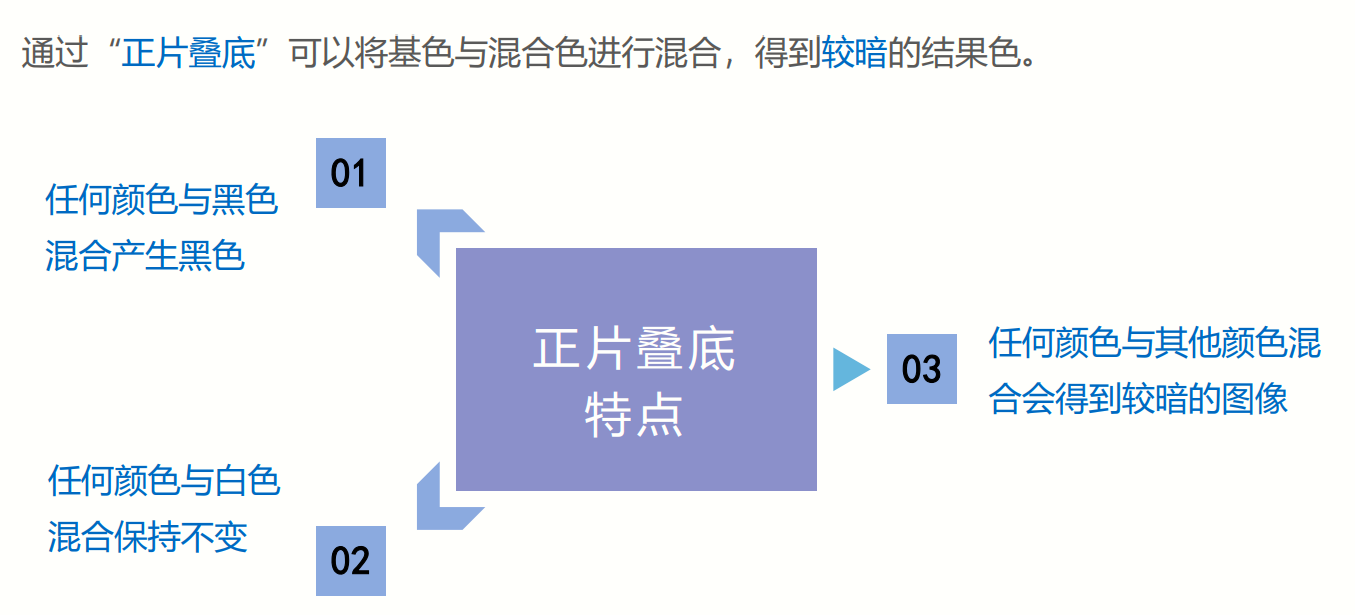 通过“正片叠底”可以将基色与混合色进行混合，得到较暗的结果色。
01
任何颜色与黑色
混合产生黑色
正片叠底
特点
03
任何颜色与其他颜色混
合会得到较暗的图像
任何颜色与白色
混合保持不变
02